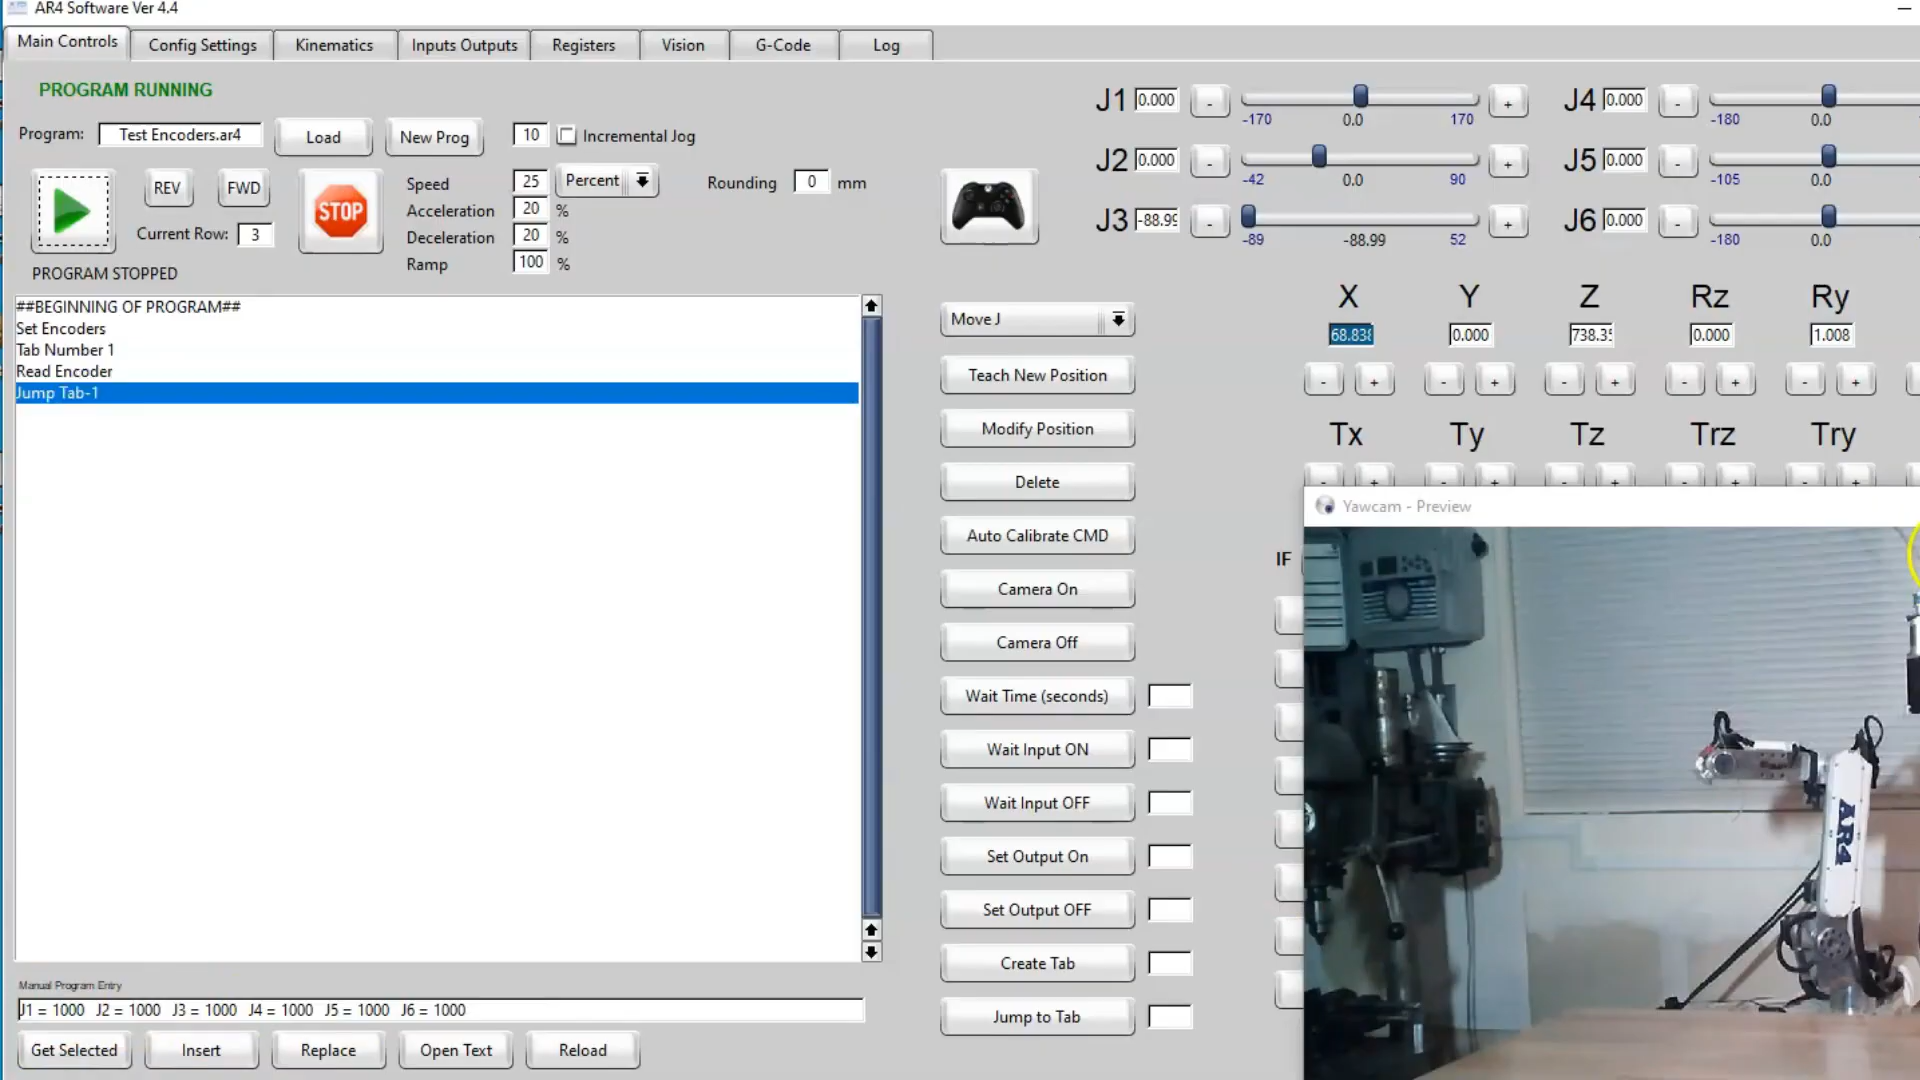 AR4 Software Ver 4.4
Main Controls Config Settings Kinematics Inputs Outputs Registers Vision G-Code Log
PROGRAM RUNNING
Program: Test Encoders.ar4 Load New Prog 10 Incremental Jog
REV FWD STOP
Current Row: 3
Speed 25 Percent Rounding 0 mm
Acceleration 20 %
Deceleration 20 %
Ramp 100 %
PROGRAM STOPPED
##BEGINNING OF PROGRAM##
Set Encoders
Tab Number 1
Read Encoder
Jump Tab-1
Manual Program Entry
J1 = 1000 J2 = 1000 J3 = 1000 J4 = 1000 J5 = 1000 J6 = 1000
Get Selected Insert Replace Open Text Reload
Move J
Teach New Position
Modify Position
Delete
Auto Calibrate CMD
Camera On
Camera Off
Wait Time (seconds)
Wait Input ON
Wait Input OFF
Set Output On
Set Output OFF
Create Tab
Jump to Tab
J1 0.000 - + J4 0.000 -
-170 0.0 170 -180 0.0
J2 0.000 - + J5 0.000 -
-42 0.0 90 -105 0.0
J3 -88.99 - + J6 0.000 -
-89 -88.99 52 -180 0.0
X Y Z Rz Ry
68.838 0.000 738.3 0.000 1.008
- + - + - + - + - +
Tx Ty Tz Trz Try
- + - + - + - + - +
IF
Yawcam - Preview
AR4